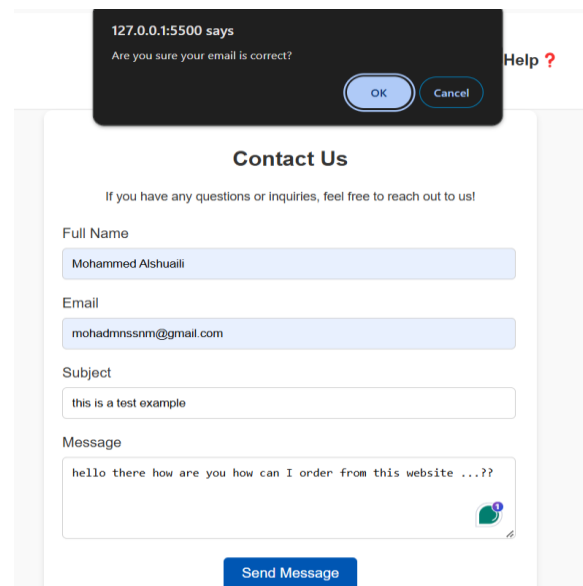 127.0.0.1:5500 says
Are you sure your email is correct?
OK Cancel
Help ❓
Contact Us
If you have any questions or inquiries, feel free to reach out to us!
Full Name
Mohammed Alshuaili
Email
mohadmnssnm@gmail.com
Subject
this is a test example
Message
hello there how are you how can I order from this website ...??
1
Send Message